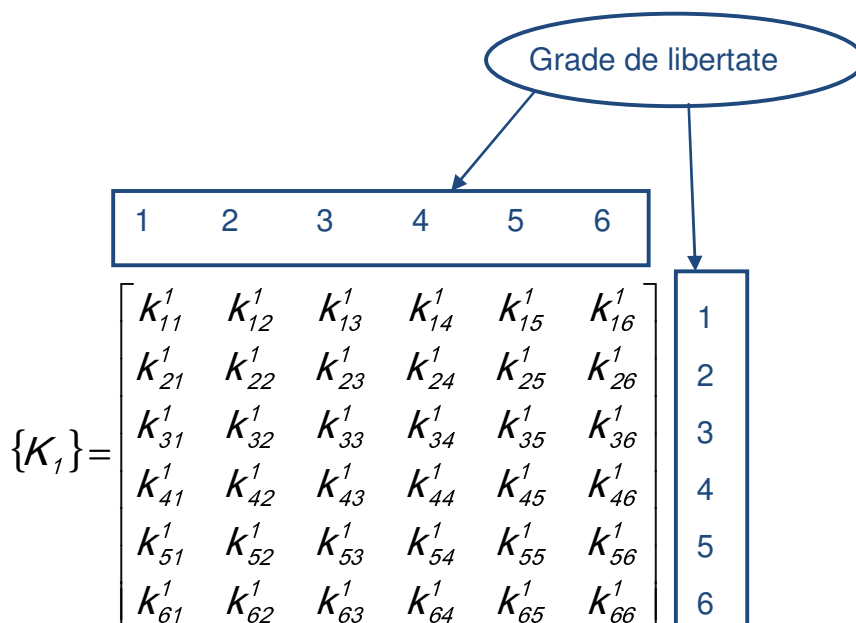 Grade de libertate
1 2 3 4 5 6
k¹₁₁ k¹₁₂ k¹₁₃ k¹₁₄ k¹₁₅ k¹₁₆ 1
k¹₂₁ k¹₂₂ k¹₂₃ k¹₂₄ k¹₂₅ k¹₂₆ 2
k¹₃₁ k¹₃₂ k¹₃₃ k¹₃₄ k¹₃₅ k¹₃₆ 3
{K₁}=
k¹₄₁ k¹₄₂ k¹₄₃ k¹₄₄ k¹₄₅ k¹₄₆ 4
k¹₅₁ k¹₅₂ k¹₅₃ k¹₅₄ k¹₅₅ k¹₅₆ 5
k¹₆₁ k¹₆₂ k¹₆₃ k¹₆₄ k¹₆₅ k¹₆₆ 6